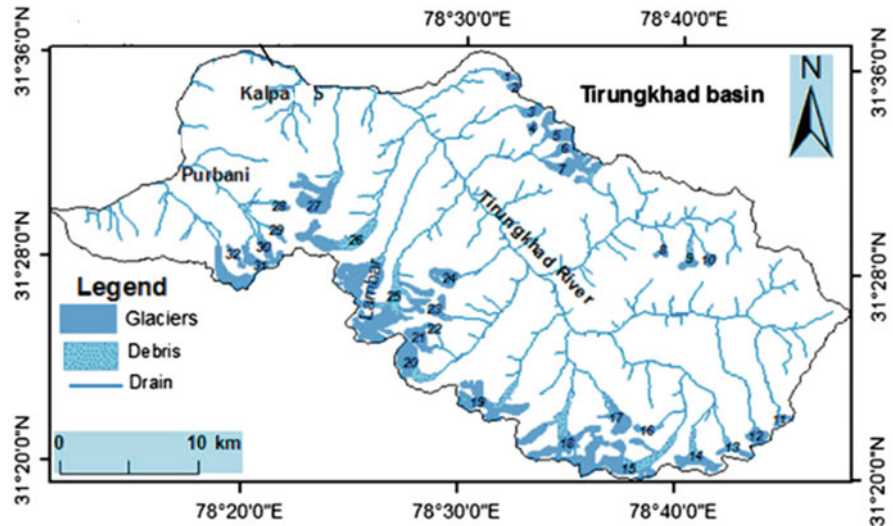 78°30'0"E 78°40'0"E
31°36'0"N
31°36'0"N
N
Tirungkhad basin
Kalpa S
Purbani
1
2
3
4
5
6
7
Tirungkhad River
8
9
10
28
27
29
30
26
32
31
31°28'0"N
31°28'0"N
Lambar
24
25
23
22
21
20
19
17
16
18
15
14
13
12
11
Legend
Glaciers
Debris
Drain
0 10 km
31°20'0"N
31°20'0"N
78°20'0"E 78°30'0"E 78°40'0"E